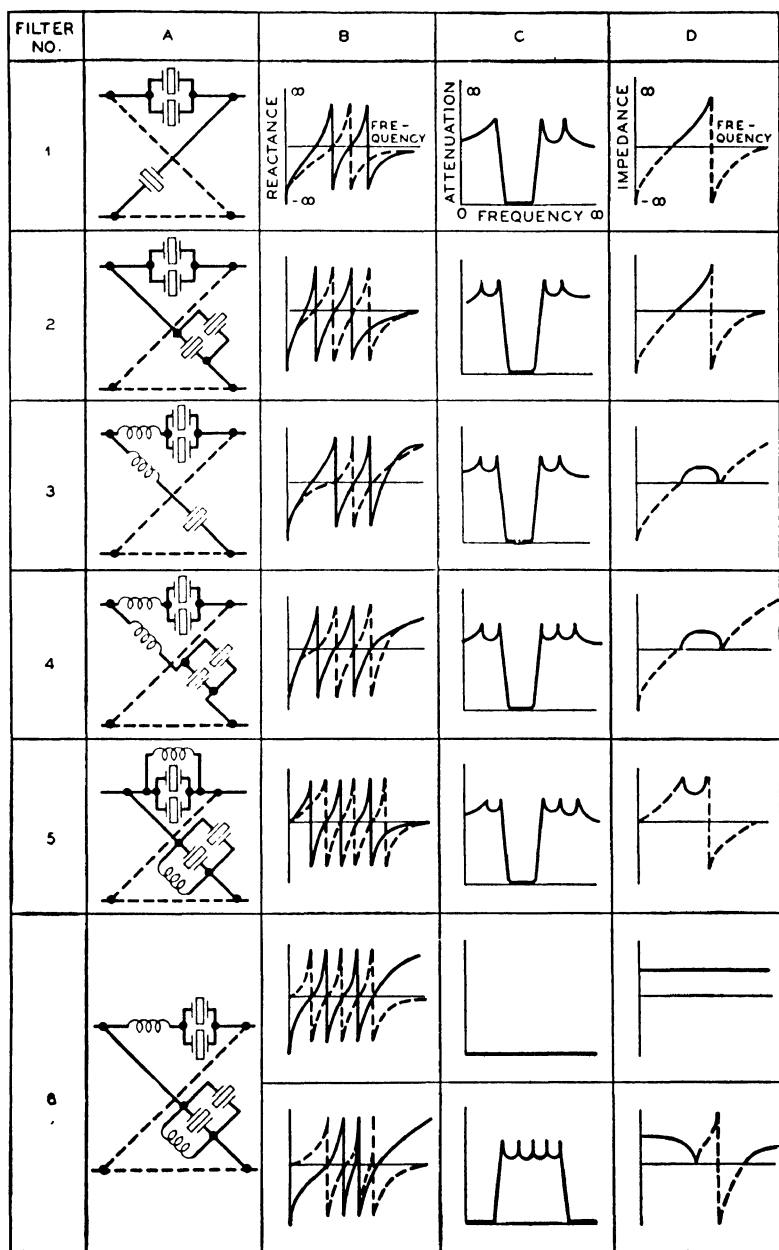 FILTER NO.
A
B
C
D
1
REACTANCE
∞
-∞
FRE-
QUENCY
ATTENUATION
∞
0 FREQUENCY ∞
IMPEDANCE
∞
-∞
FRE-
QUENCY
2
3
4
5
6